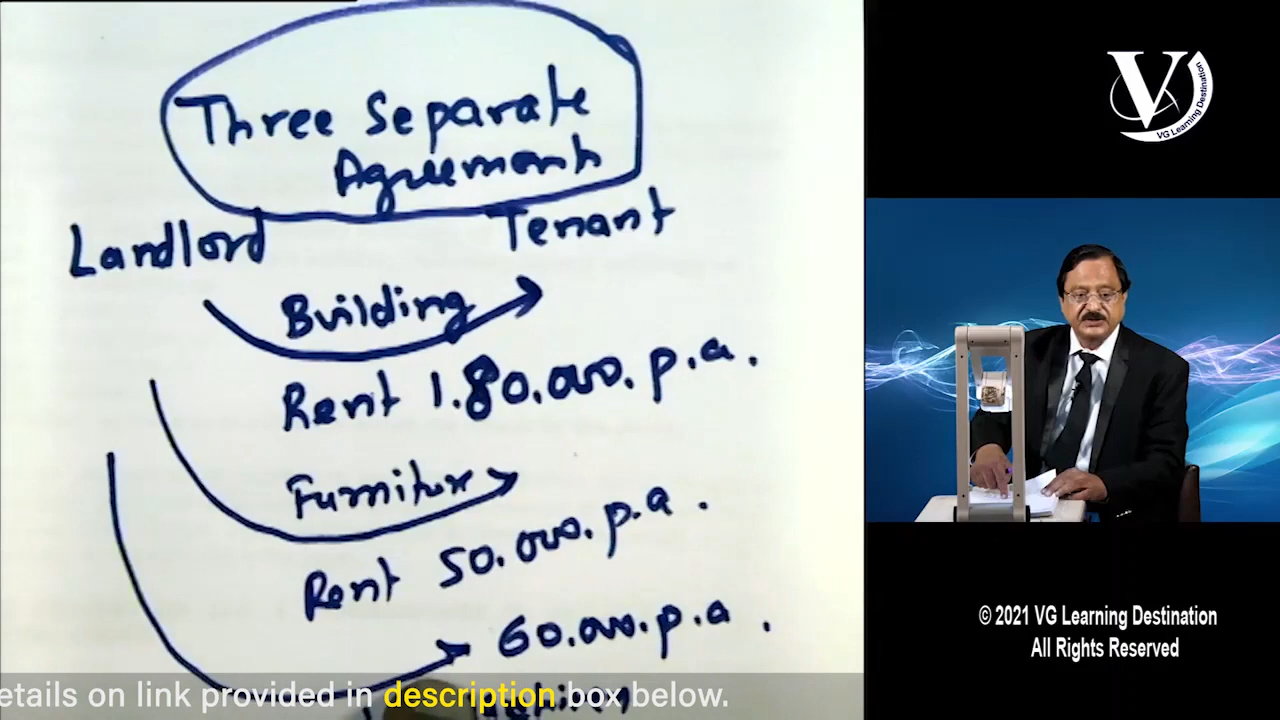 Three Separate
Agreements
Landlord
Tenant
Building
Rent 1.80.000. p.a.
Furniture
Rent 50.000. p.a.
60.000. p.a.
etails on link provided in description box below.
V
VG Learning Destination
© 2021 VG Learning Destination
All Rights Reserved